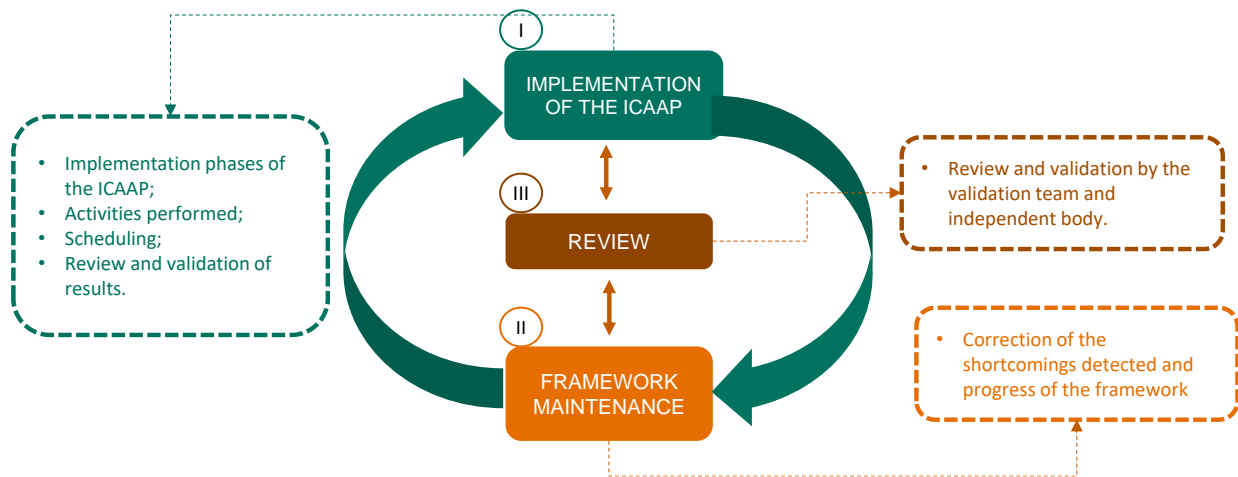 I
IMPLEMENTATION
OF THE ICAAP
• Implementation phases of
the ICAAP;
• Activities performed;
• Scheduling;
• Review and validation of
results.
III
REVIEW
• Review and validation by the
validation team and
independent body.
II
FRAMEWORK
MAINTENANCE
• Correction of the
shortcomings detected and
progress of the framework